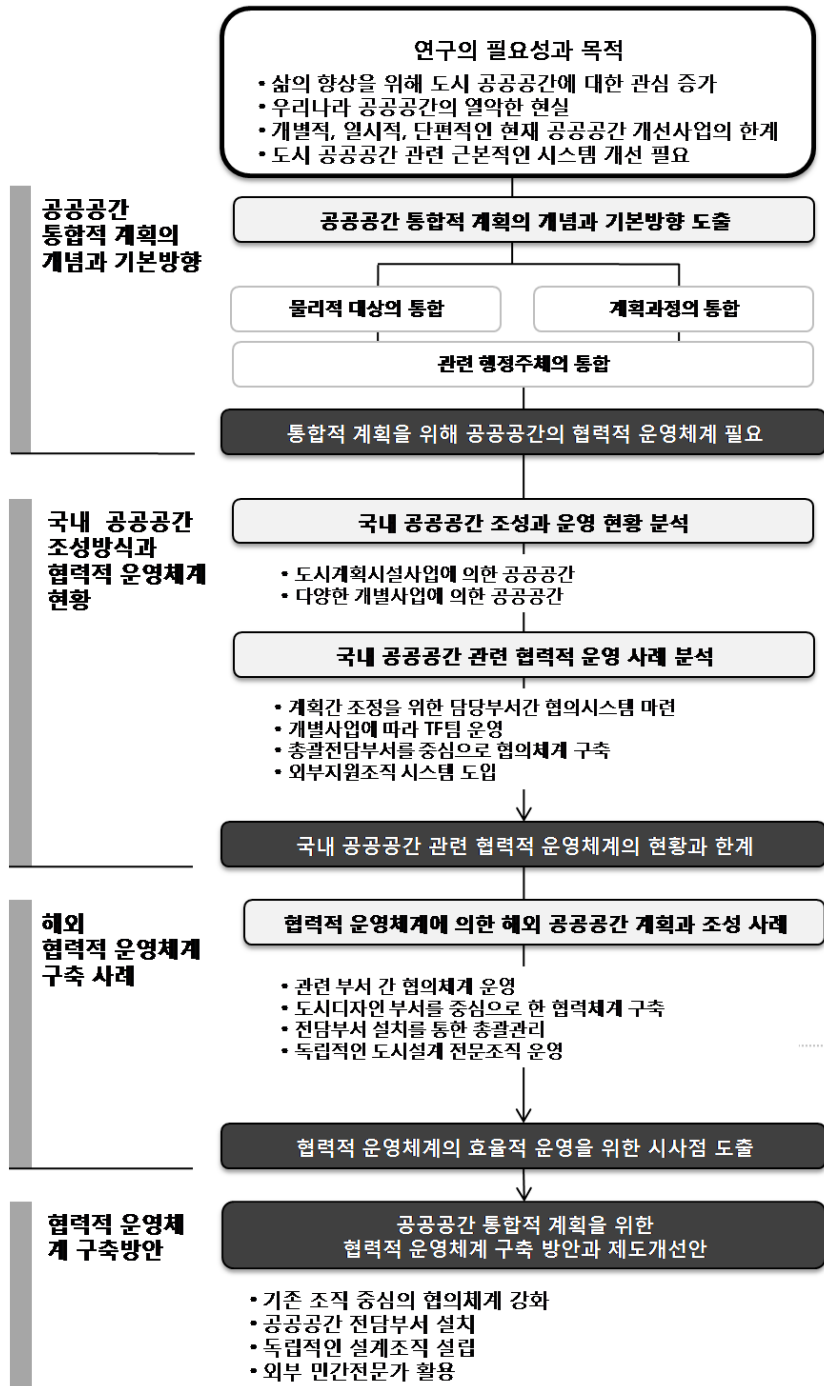 연구의 필요성과 목적
• 삶의 향상을 위해 도시 공공공간에 대한 관심 증가
• 우리나라 공공공간의 열악한 현실
• 개별적, 일시적, 단편적인 현재 공공공간 개선사업의 한계
• 도시 공공공간 관련 근본적인 시스템 개선 필요
공공공간
통합적 계획의
개념과 기본방향
공공공간 통합적 계획의 개념과 기본방향 도출
물리적 대상의 통합
계획과정의 통합
관련 행정주체의 통합
통합적 계획을 위해 공공공간의 협력적 운영체계 필요
국내 공공공간
조성방식과
협력적 운영체계
현황
국내 공공공간 조성과 운영 현황 분석
• 도시계획시설사업에 의한 공공공간
• 다양한 개별사업에 의한 공공공간
국내 공공공간 관련 협력적 운영 사례 분석
• 계획간 조정을 위한 담당부서간 협의시스템 마련
• 개별사업에 따라 TF팀 운영
• 총괄전담부서를 중심으로 협의체계 구축
• 외부지원조직 시스템 도입
국내 공공공간 관련 협력적 운영체계의 현황과 한계
해외
협력적 운영체계
구축 사례
협력적 운영체계에 의한 해외 공공공간 계획과 조성 사례
• 관련 부서 간 협의체계 운영
• 도시디자인 부서를 중심으로 한 협력체계 구축
• 전담부서 설치를 통한 총괄관리
• 독립적인 도시설계 전문조직 운영
협력적 운영체계의 효율적 운영을 위한 시사점 도출
협력적 운영체
계 구축방안
공공공간 통합적 계획을 위한
협력적 운영체계 구축 방안과 제도개선안
• 기존 조직 중심의 협의체계 강화
• 공공공간 전담부서 설치
• 독립적인 설계조직 설립
• 외부 민간전문가 활용